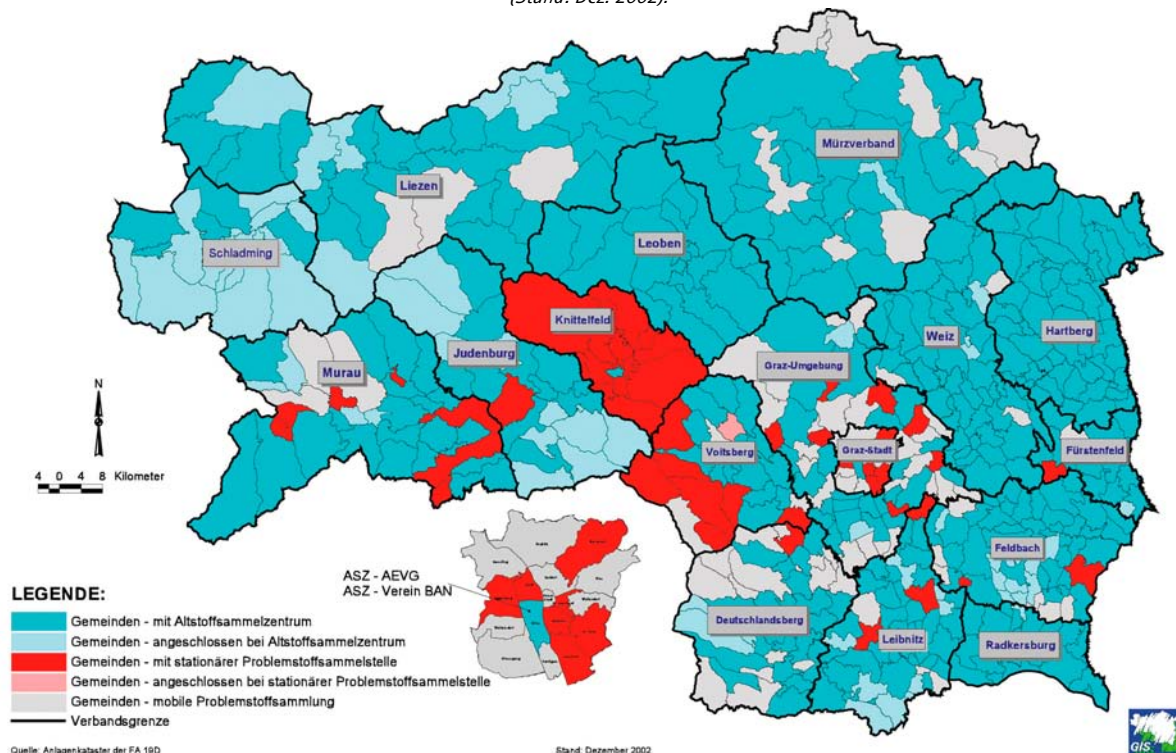 (Stand: Dez. 2002).
Mürzverband
Liezen
Leoben
Schladming
Knittelfeld
Hartberg
Weiz
Judenburg
Graz-Umgebung
Murau
N
Voitsberg
Graz-Stadt
Fürstenfeld
4 0 4 8 Kilometer
Feldbach
ASZ - AEVG
ASZ - Verein BAN
Deutschlandsberg
Leibnitz
Radkersburg
LEGENDE:
Gemeinden - mit Altstoffsammelzentrum
Gemeinden - angeschlossen bei Altstoffsammelzentrum
Gemeinden - mit stationärer Problemstoffsammelstelle
Gemeinden - angeschlossen bei stationärer Problemstoffsammelstelle
Gemeinden - mobile Problemstoffsammlung
Verbandsgrenze
GIS
Quelle: Anlagenkataster der FA 19D
Stand: Dezember 2002